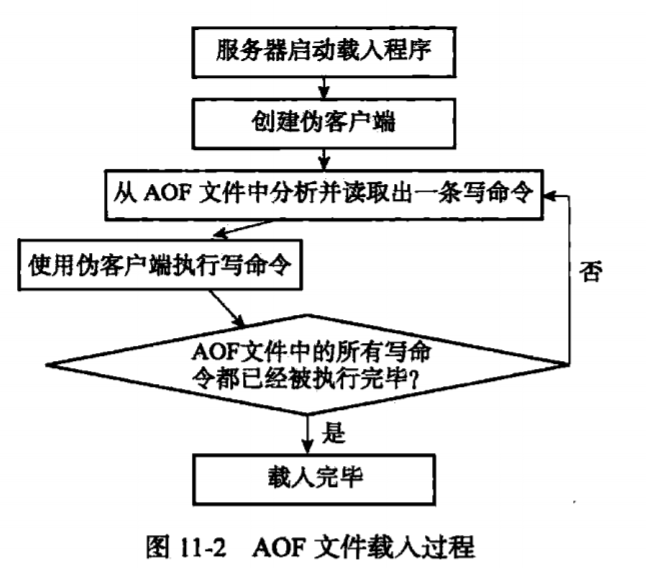 服务器启动载入程序
创建伪客户端
从 AOF 文件中分析并读取出一条写命令
使用伪客户端执行写命令
否
AOF文件中的所有写命
令都已经被执行完毕？
是
载入完毕
图 11-2 AOF 文件载入过程